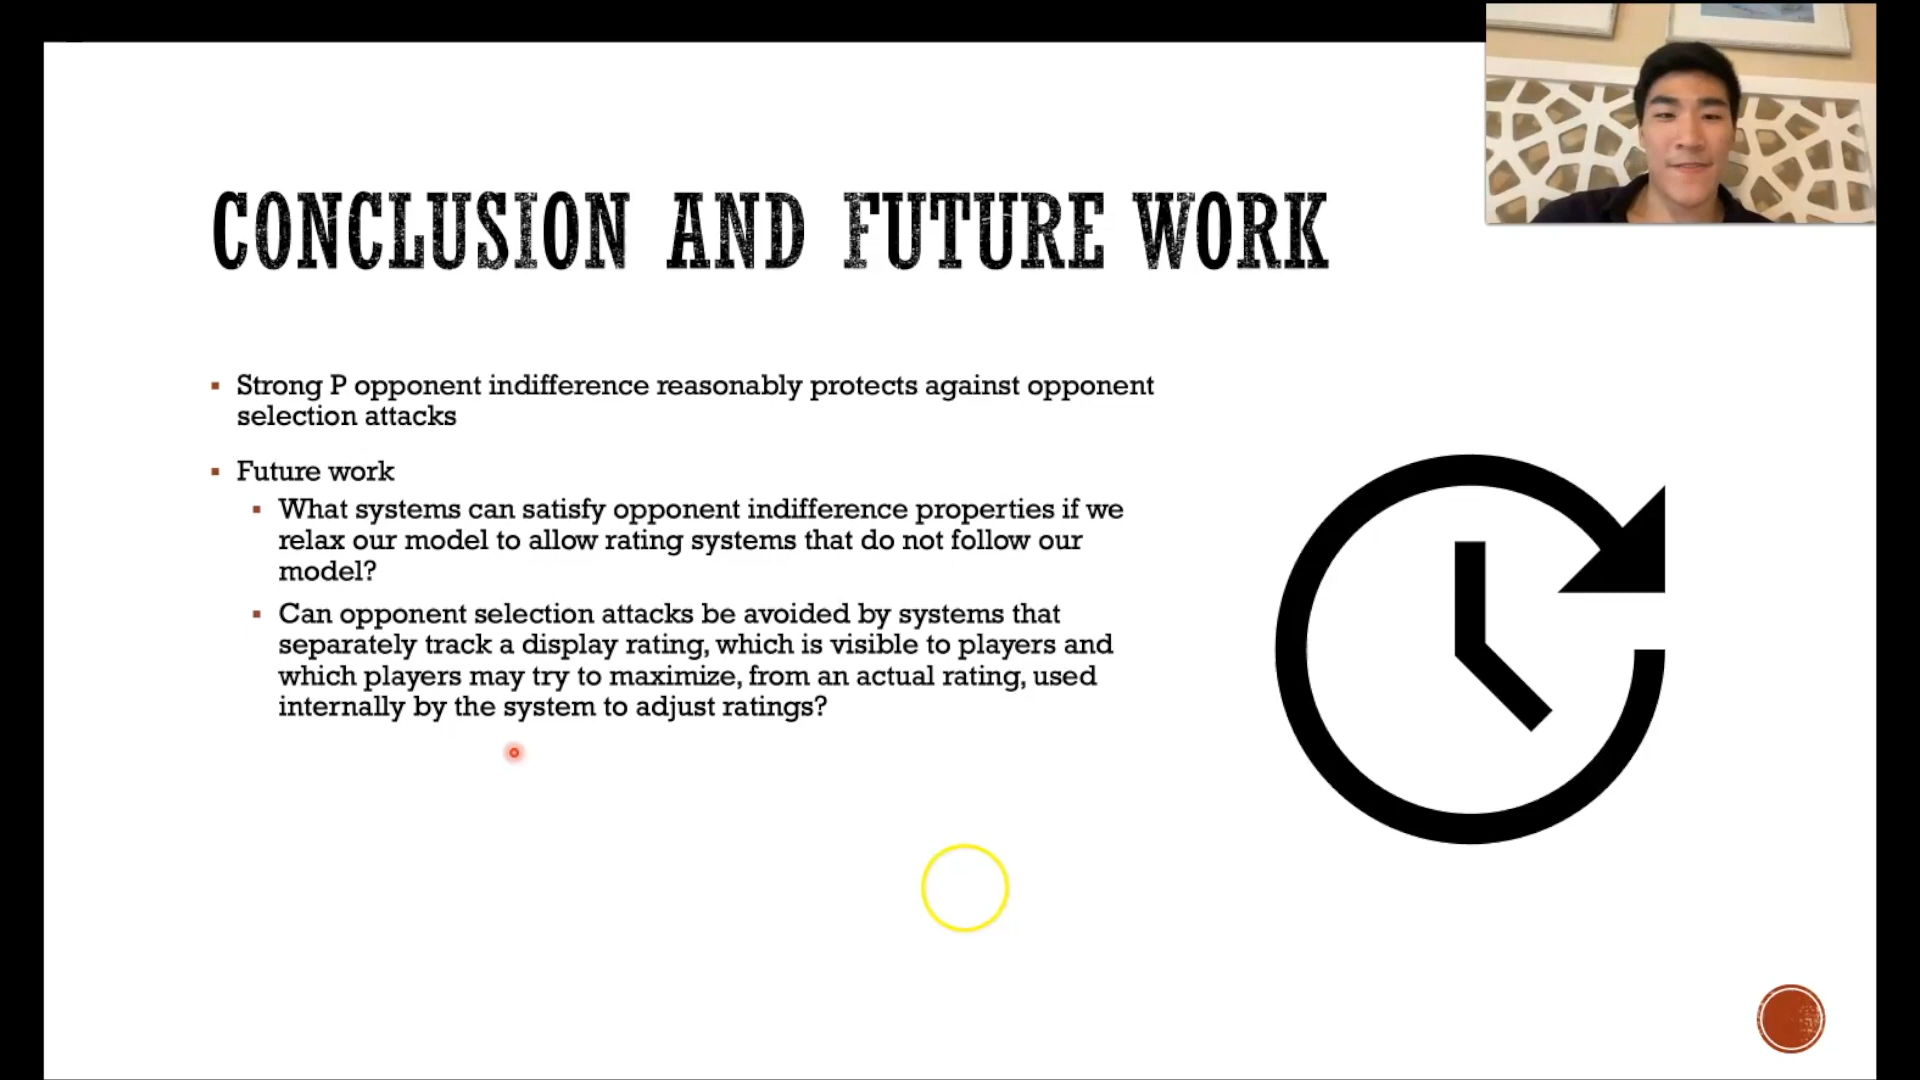 CONCLUSION AND FUTURE WORK
▪ Strong P opponent indifference reasonably protects against opponent
selection attacks
▪ Future work
▪ What systems can satisfy opponent indifference properties if we
relax our model to allow rating systems that do not follow our
model?
▪ Can opponent selection attacks be avoided by systems that
separately track a display rating, which is visible to players and
which players may try to maximize, from an actual rating, used
internally by the system to adjust ratings?